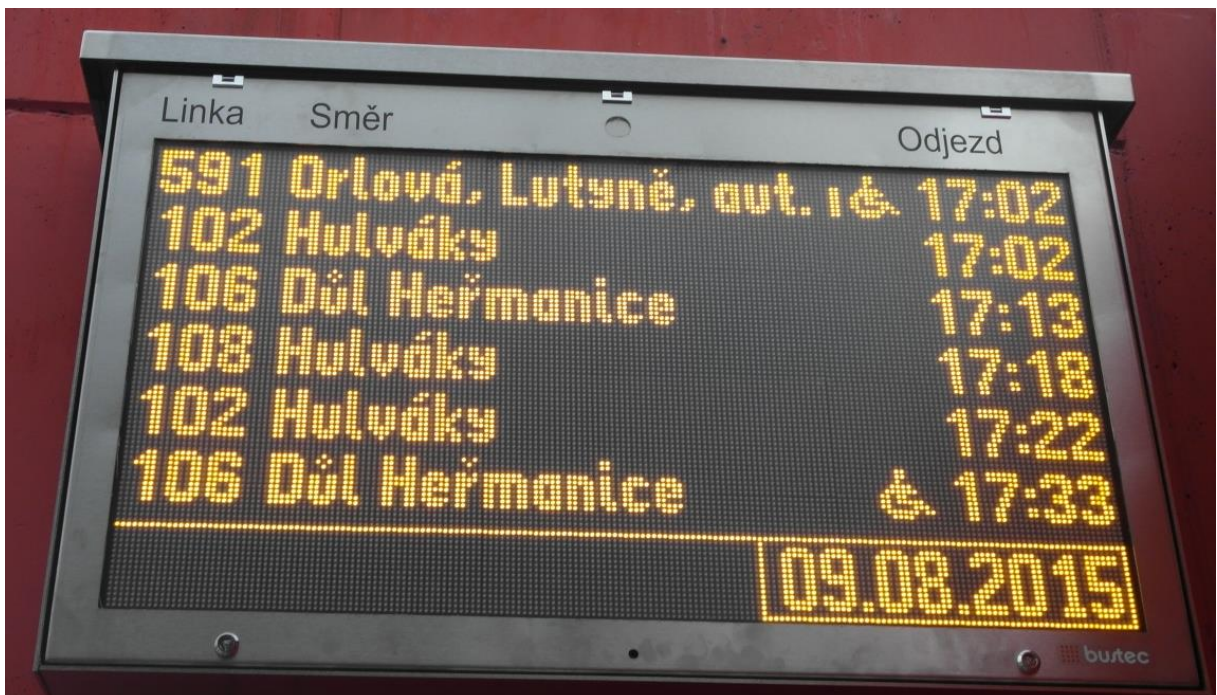 Linka Směr Odjezd
591 Orlová, Lutyně, aut. 17:02
102 Hulváky 17:02
106 Důl Heřmanice 17:13
108 Hulváky 17:18
102 Hulváky 17:22
106 Důl Heřmanice 17:33
09.08.2015
bustec